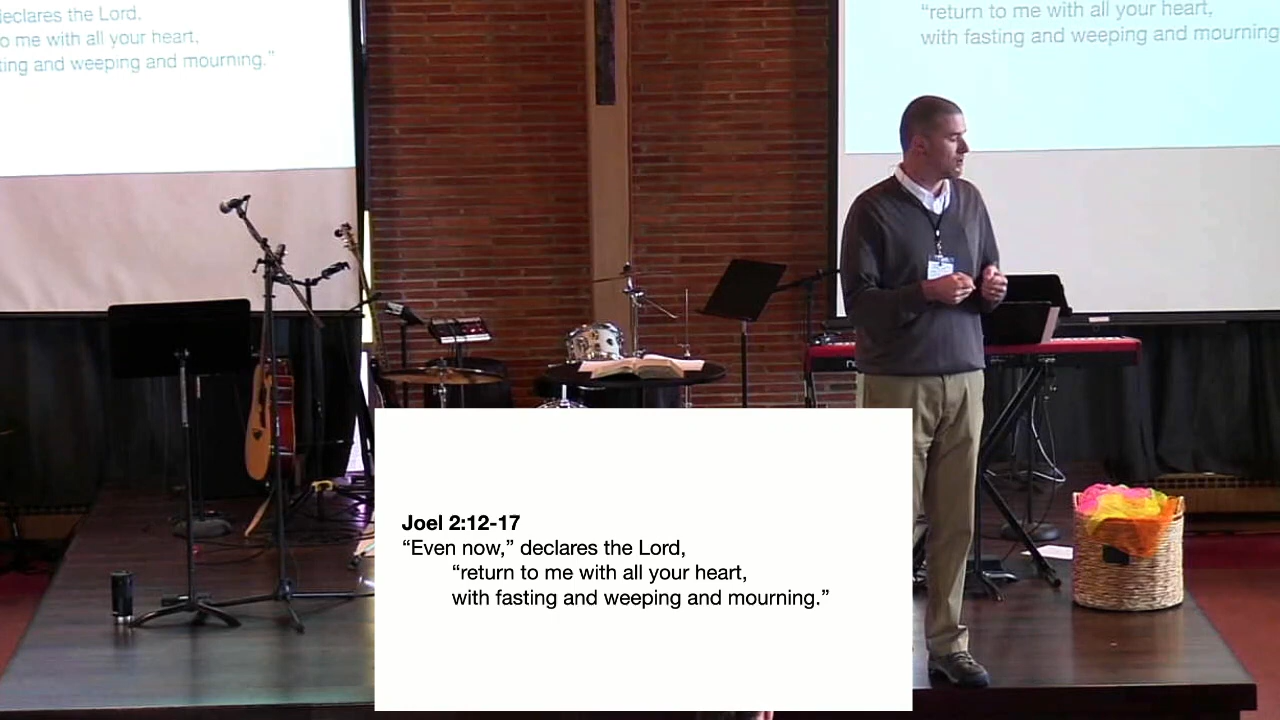 eclares the Lord.
o me with all your heart,
ting and weeping and mourning.”
“return to me with all your heart,
with fasting and weeping and mourning
Joel 2:12-17
“Even now,” declares the Lord,
“return to me with all your heart,
with fasting and weeping and mourning.”